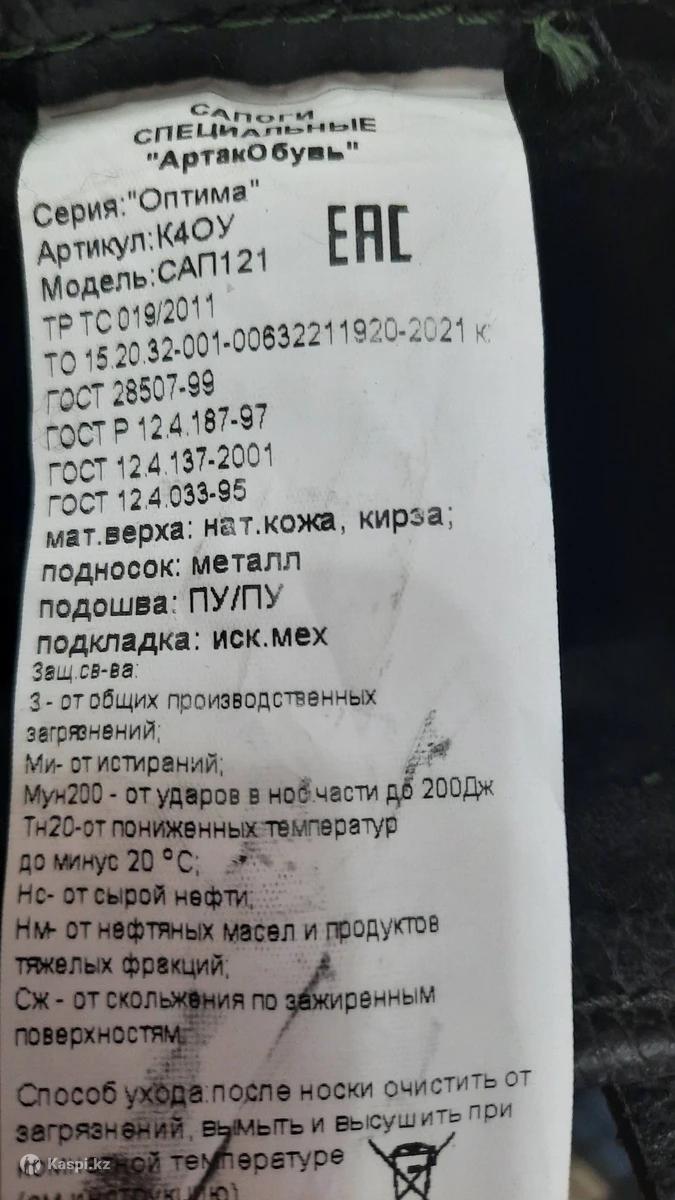 САПОГИ
СПЕЦИАЛЬНЫЕ
"АртакОбувь"
Серия:"Оптима"
Артикул:К4ОУ
Модель:САП121
EAC
ТР ТС 019/2011
ТО 15.20.32-001-00632211920-2021 к
ГОСТ 28507-99
ГОСТ Р 12.4.187-97
ГОСТ 12.4.137-2001
ГОСТ 12.4.033-95
мат.верха: нат.кожа, кирза;
подносок: металл
подошва: ПУ/ПУ
подкладка: иск.мех
Защ.св-ва:
З - от общих производственных
загрязнений;
Ми- от истираний;
Мун200 - от ударов в нос.части до 200Дж
Тн20-от пониженных температур
до минус 20 °С;
Нс- от сырой нефти;
Нм- от нефтяных масел и продуктов
тяжелых фракций;
Сж - от скольжения по зажиренным
поверхностям.
Способ ухода:после носки очистить от
загрязнений, вымыть и высушить при
комнатной температуре
(см.инструкцию)
Kaspi.kz